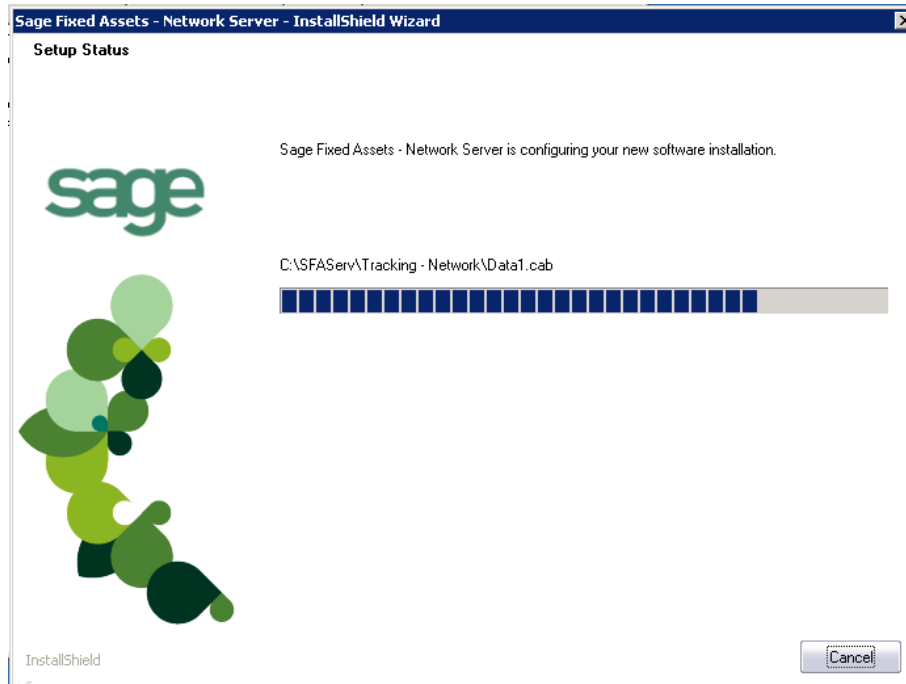 Sage Fixed Assets - Network Server - InstallShield Wizard
Setup Status
Sage Fixed Assets - Network Server is configuring your new software installation.
sage
C:\SFAServ\Tracking - Network\Data1.cab
InstallShield
Cancel